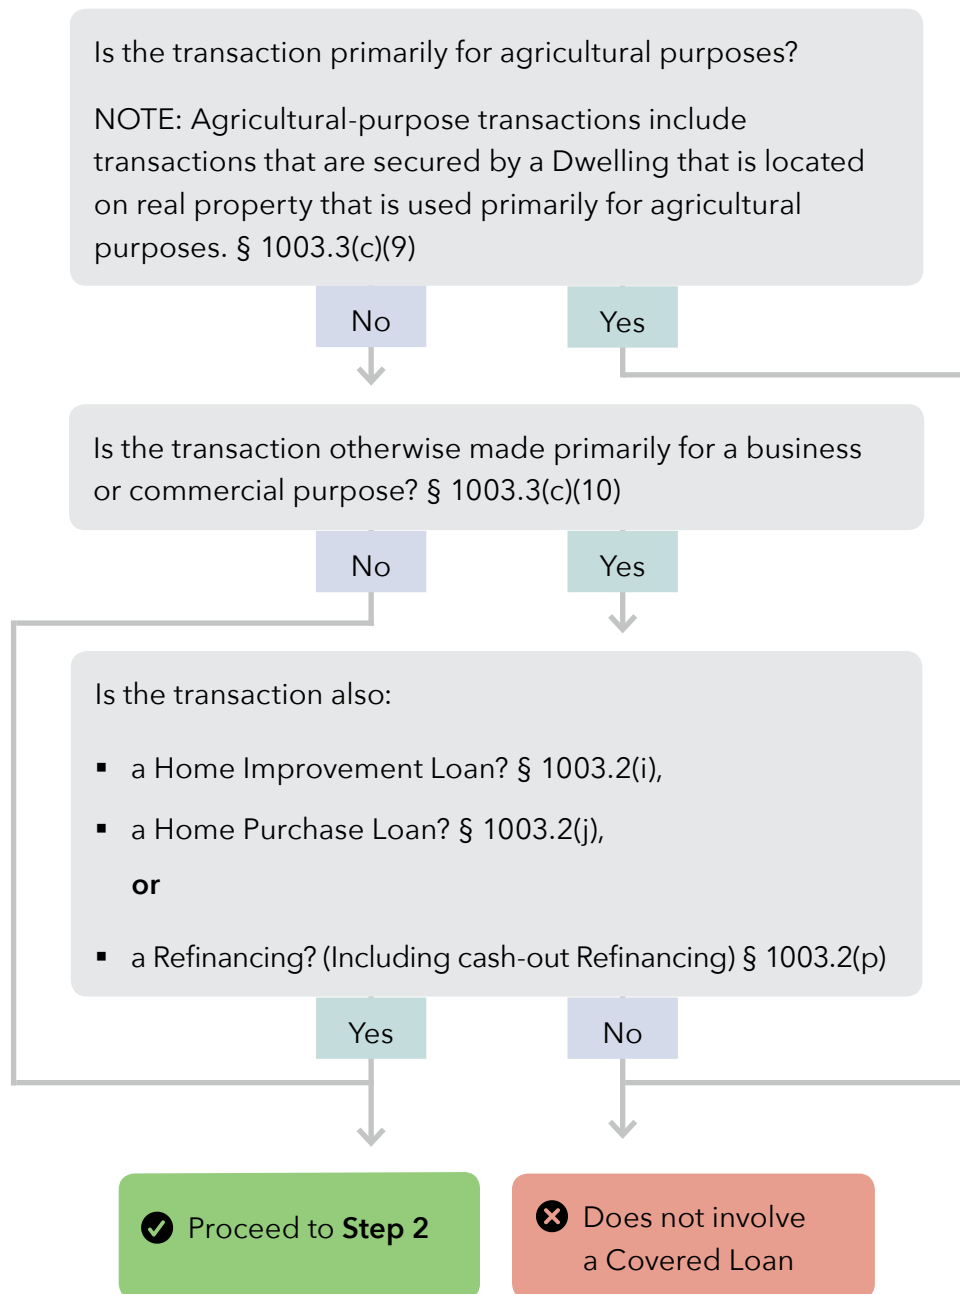 Is the transaction primarily for agricultural purposes?
NOTE: Agricultural-purpose transactions include
transactions that are secured by a Dwelling that is located
on real property that is used primarily for agricultural
purposes. § 1003.3(c)(9)
No
Yes
Is the transaction otherwise made primarily for a business
or commercial purpose? § 1003.3(c)(10)
No
Yes
Is the transaction also:
▪ a Home Improvement Loan? § 1003.2(i),
▪ a Home Purchase Loan? § 1003.2(j),
or
▪ a Refinancing? (Including cash-out Refinancing) § 1003.2(p)
Yes
No
Proceed to Step 2
Does not involve
a Covered Loan